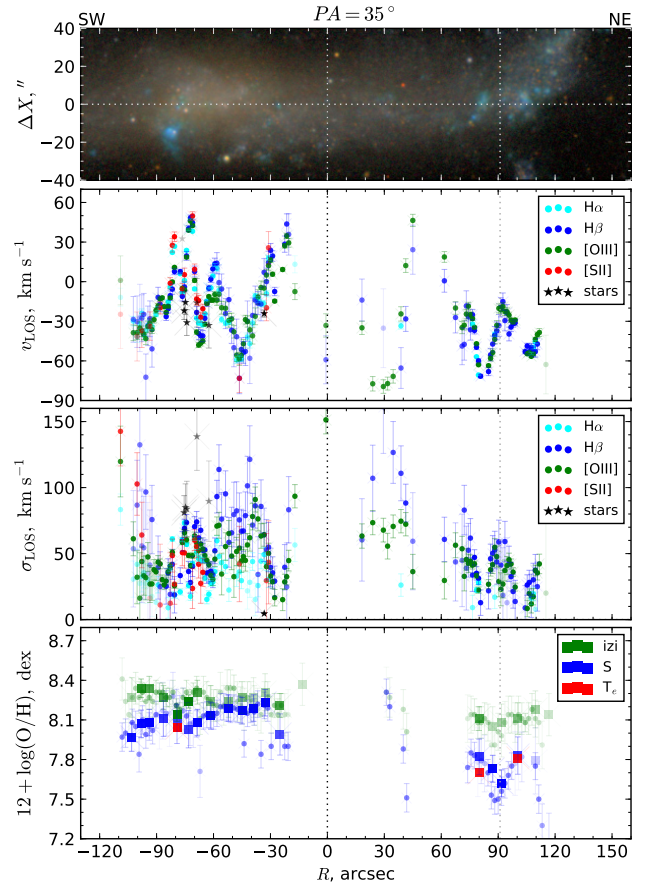 PA = 35°
SW
NE
ΔX, ″
40
20
0
−20
−40
v_LOS, km s⁻¹
60
30
0
−30
−60
−90
Hα
Hβ
[OIII]
[SII]
stars
σ_LOS, km s⁻¹
150
100
50
0
Hα
Hβ
[OIII]
[SII]
stars
12 + log(O/H), dex
8.7
8.4
8.1
7.8
7.5
7.2
izi
S
T_e
−120 −90 −60 −30 0 30 60 90 120 150
R, arcsec